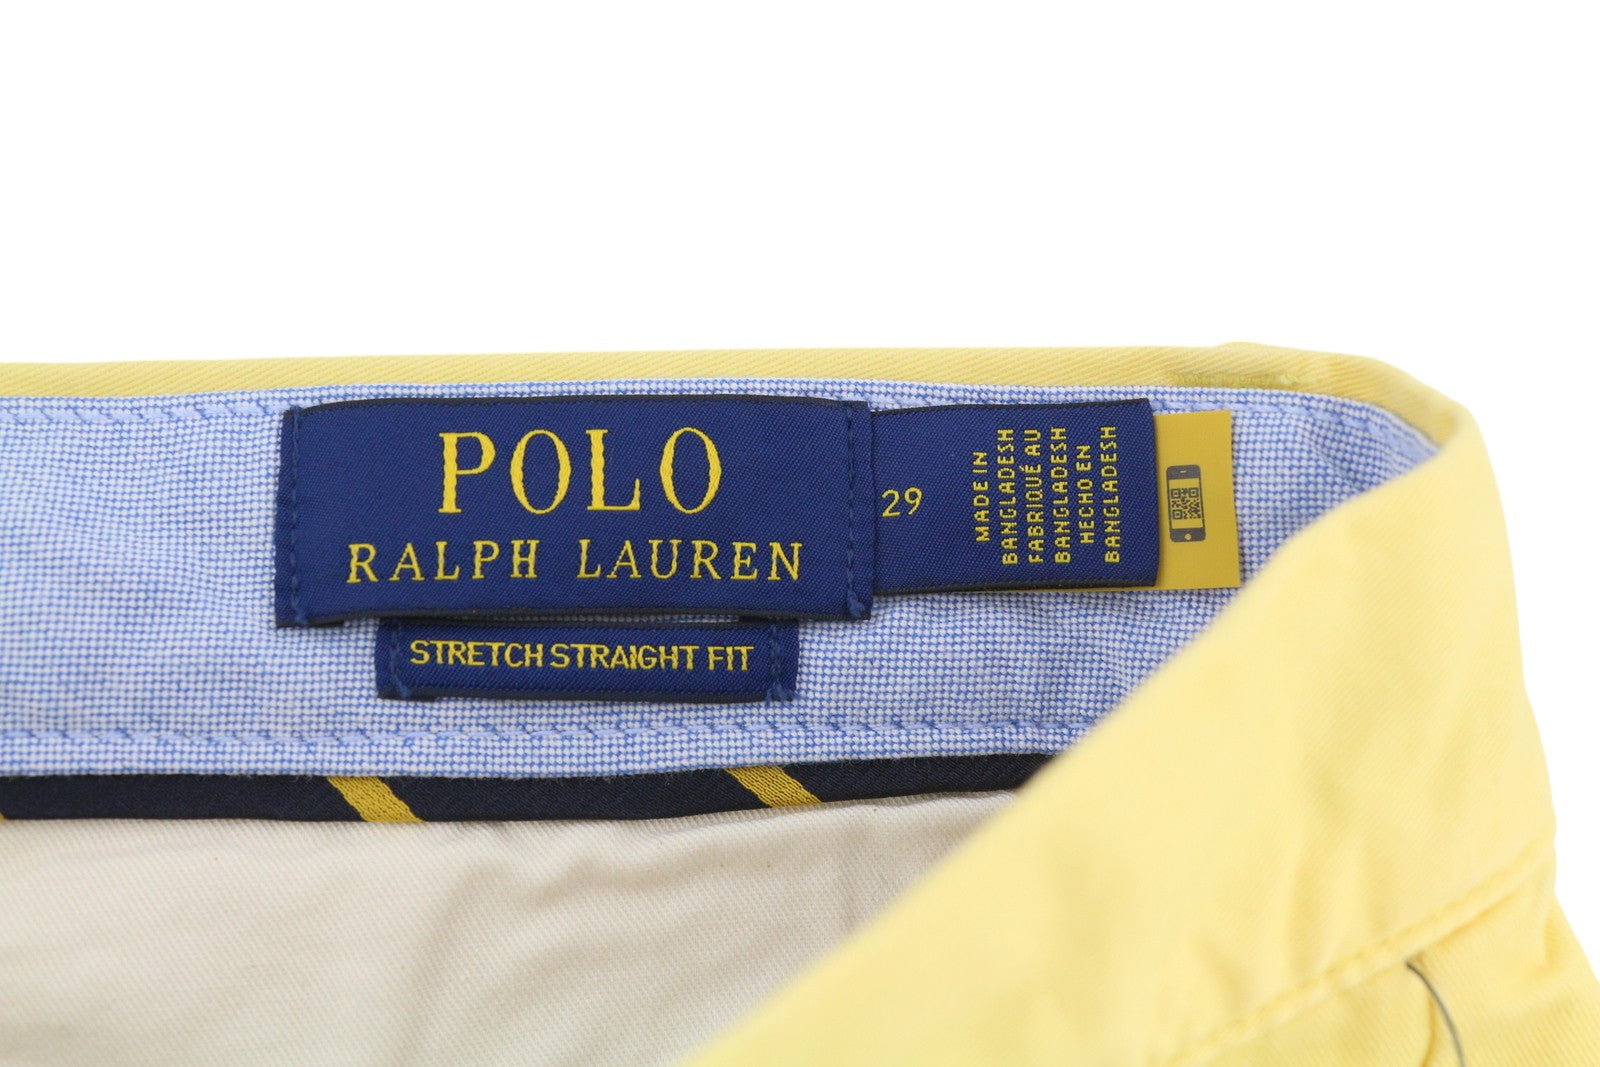 POLO
RALPH LAUREN
STRETCH STRAIGHT FIT
29
MADE IN
BANGLADESH
FABRIQUÉ AU
BANGLADESH
HECHO EN
BANGLADESH